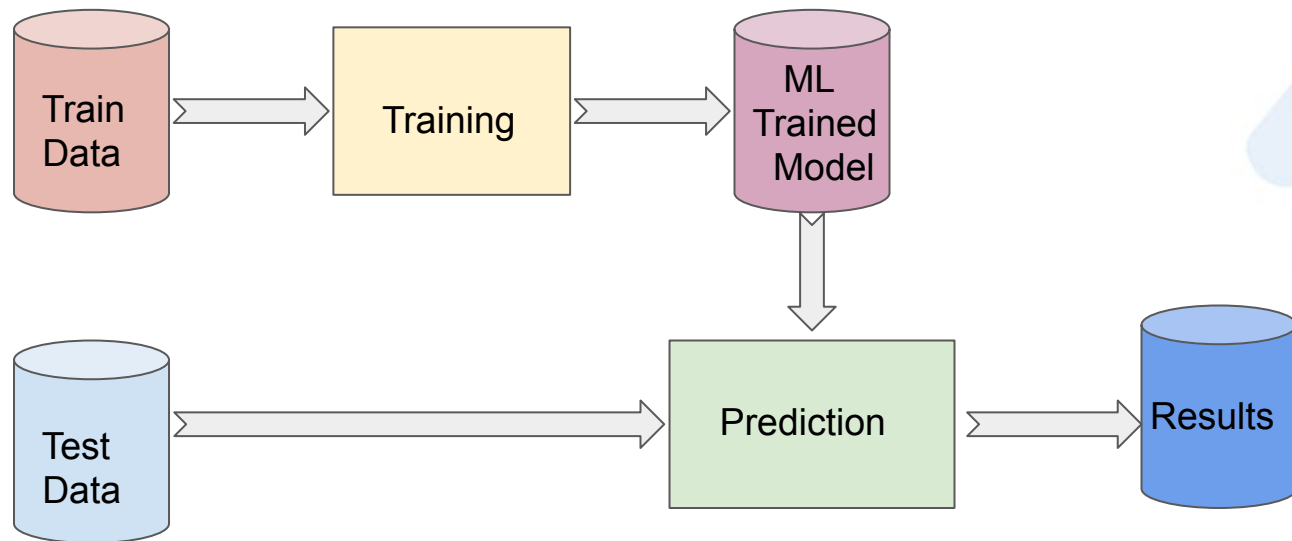 Train
Data
Training
ML
Trained
Model
Test
Data
Prediction
Results